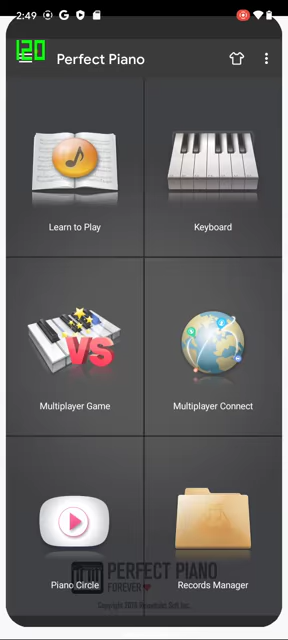 2:49
120
Perfect Piano
Learn to Play
Keyboard
VS
Multiplayer Game
Multiplayer Connect
PERFECT PIANO
FOREVER
Piano Circle
Records Manager